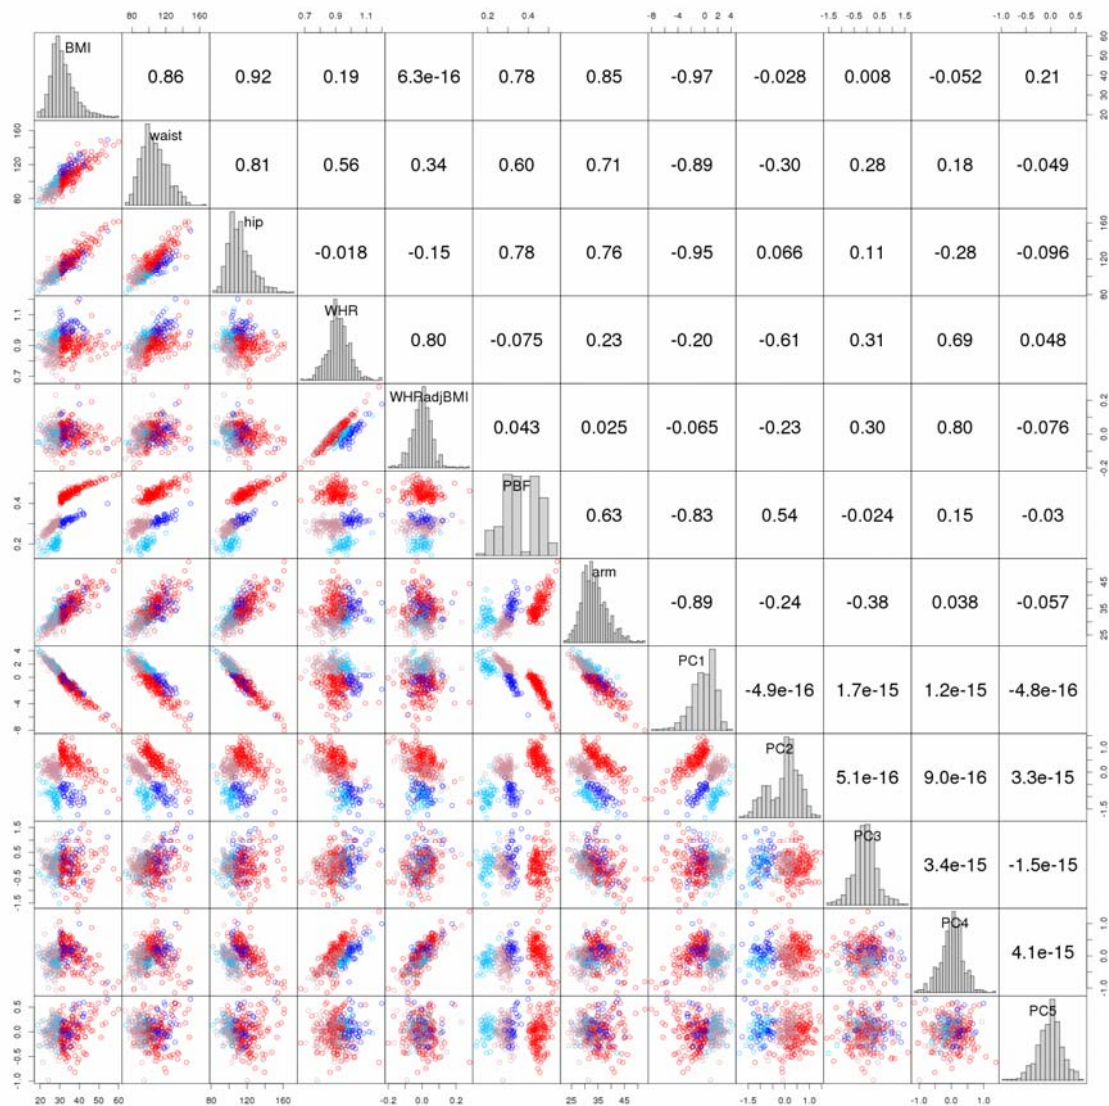 80 120 160 0.7 0.9 1.1 0.2 0.4 -8 -4 0 2 4 -1.5 -0.5 0.5 1.5 -1.0 0.0 0.5
BMI 0.86 0.92 0.19 6.3e-16 0.78 0.85 -0.97 -0.028 0.008 -0.052 0.21 20 30 40 50 60
80 120 160 waist 0.81 0.56 0.34 0.60 0.71 -0.89 -0.30 0.28 0.18 -0.049
hip -0.018 -0.15 0.78 0.76 -0.95 0.066 0.11 -0.28 -0.096 80 120 160
0.7 0.9 1.1 WHR 0.80 -0.075 0.23 -0.20 -0.61 0.31 0.69 0.048
WHRadjBMI 0.043 0.025 -0.065 -0.23 0.30 0.80 -0.076 -0.2 0.0 0.2
0.2 0.4 PBF 0.63 -0.83 0.54 -0.024 0.15 -0.03
arm -0.89 -0.24 -0.38 0.038 -0.057 25 35 45
-8 -4 0 2 4 PC1 -4.9e-16 1.7e-15 1.2e-15 -4.8e-16
PC2 5.1e-16 9.0e-16 3.3e-15 -1.5 0.0 1.0
-1.5 -0.5 0.5 1.5 PC3 3.4e-15 -1.5e-15
PC4 4.1e-15 -1.0 0.0 1.0
-1.0 -0.5 0.0 0.5 PC5
20 30 40 50 60 80 120 160 -0.2 0.0 0.2 25 35 45 -1.5 0.0 1.0 -1.0 0.0 1.0